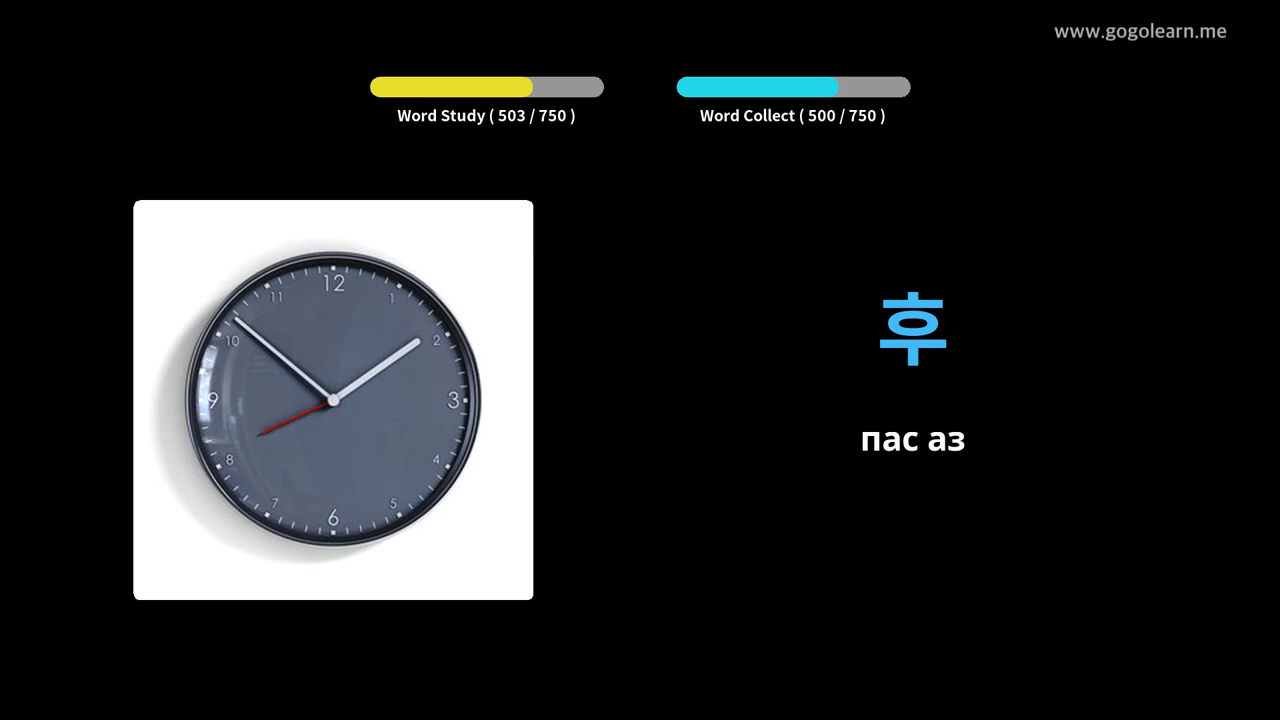 www.gogolearn.me
Word Study ( 503 / 750 )
Word Collect ( 500 / 750 )
12
11
1
10
2
9
3
8
4
7
5
6
후
пас аз